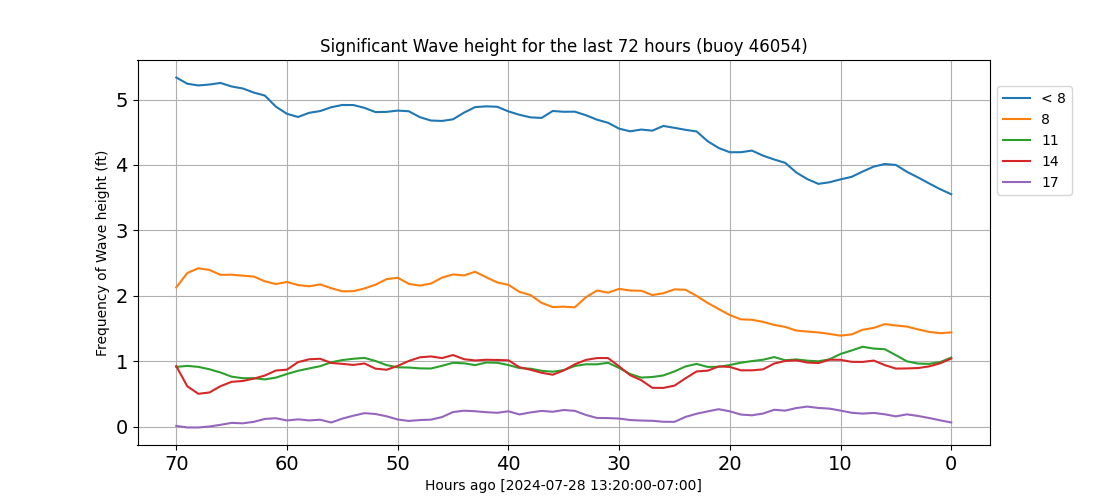 Significant Wave height for the last 72 hours (buoy 46054)
Frequency of Wave height (ft)
5
4
3
2
1
0
70 60 50 40 30 20 10 0
Hours ago [2024-07-28 13:20:00-07:00]
< 8
8
11
14
17